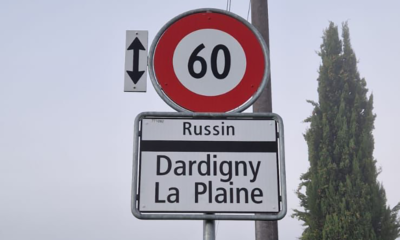 60
Russin
Dardigny
La Plaine